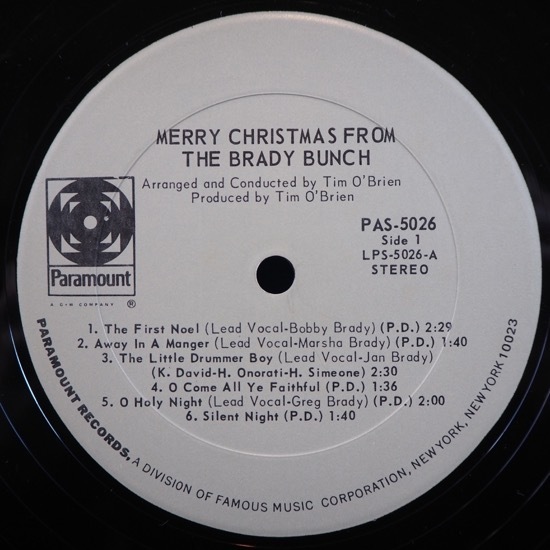 MERRY CHRISTMAS FROM
THE BRADY BUNCH
Arranged and Conducted by Tim O'Brien
Produced by Tim O'Brien
PAS-5026
Side 1
LPS-5026-A
STEREO
Paramount
A G+W COMPANY ®
1. The First Noel (Lead Vocal-Bobby Brady) (P.D.) 2:29
2. Away In A Manger (Lead Vocal-Marsha Brady) (P.D.) 1:40
3. The Little Drummer Boy (Lead Vocal-Jan Brady)
(K. David-H. Onorati-H. Simeone) 2:30
4. O Come All Ye Faithful (P.D.) 1:36
5. O Holy Night (Lead Vocal-Greg Brady) (P.D.) 2:00
6. Silent Night (P.D.) 1:40
PARAMOUNT RECORDS, A DIVISION OF FAMOUS MUSIC CORPORATION, NEW YORK, NEW YORK 10023